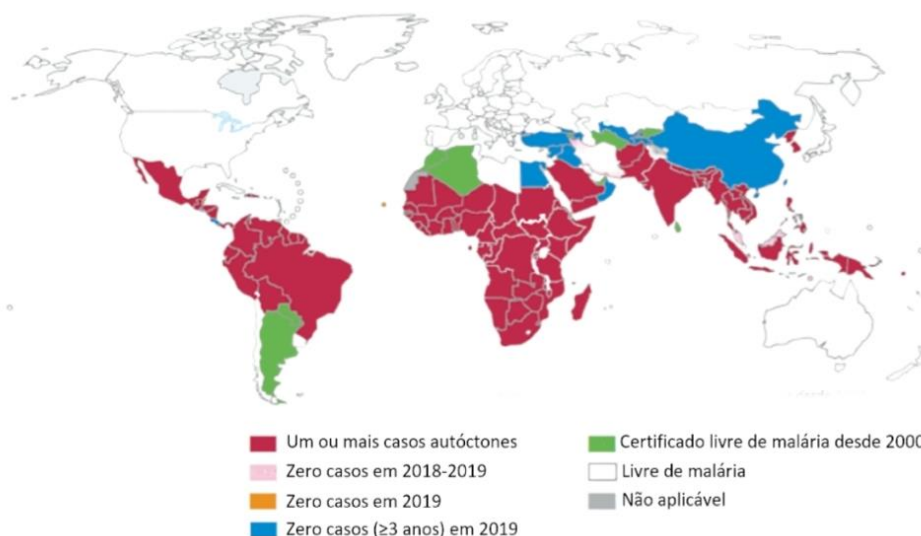 Um ou mais casos autóctones
Zero casos em 2018-2019
Zero casos em 2019
Zero casos (≥3 anos) em 2019
Certificado livre de malária desde 2000
Livre de malária
Não aplicável